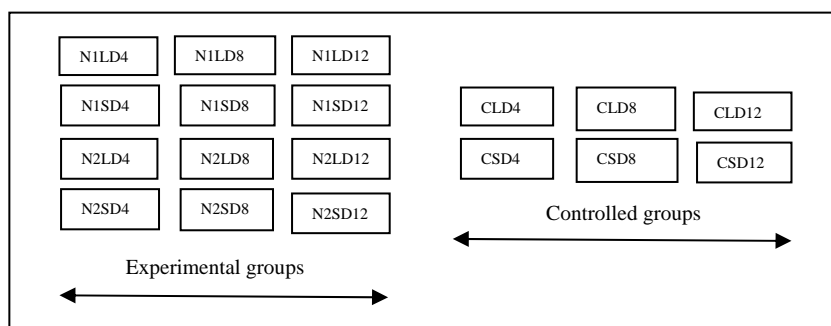 N1LD4 N1LD8 N1LD12
N1SD4 N1SD8 N1SD12
N2LD4 N2LD8 N2LD12
N2SD4 N2SD8 N2SD12
Experimental groups
CLD4 CLD8 CLD12
CSD4 CSD8 CSD12
Controlled groups